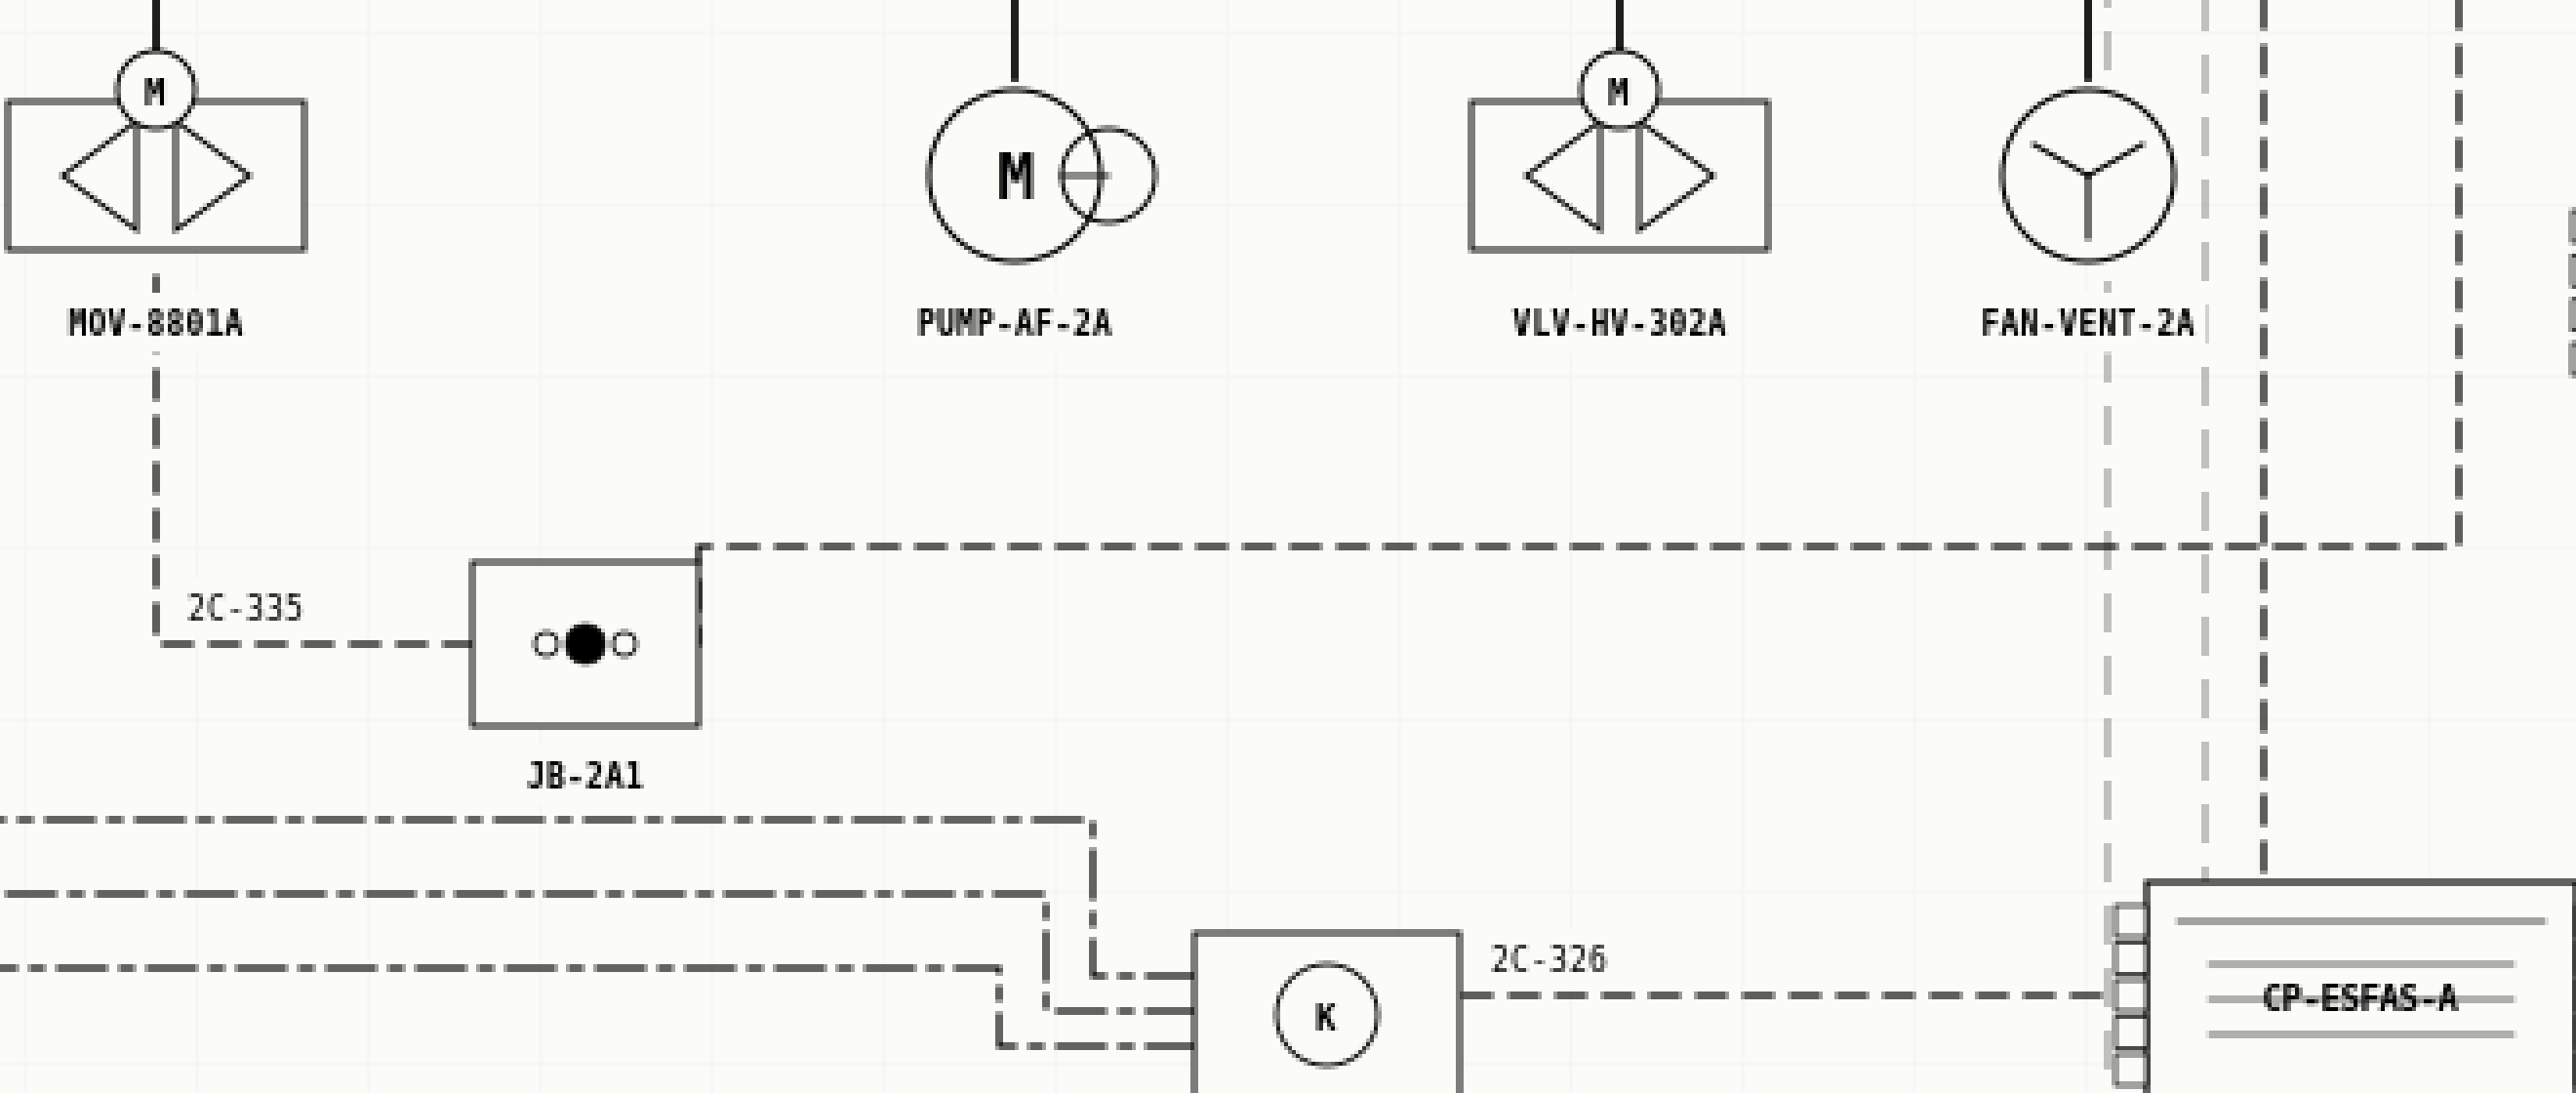 M
M
M
MOV-8801A
PUMP-AF-2A
VLV-HV-302A
FAN-VENT-2A
2C-335
JB-2A1
2C-326
K
CP-ESFAS-A